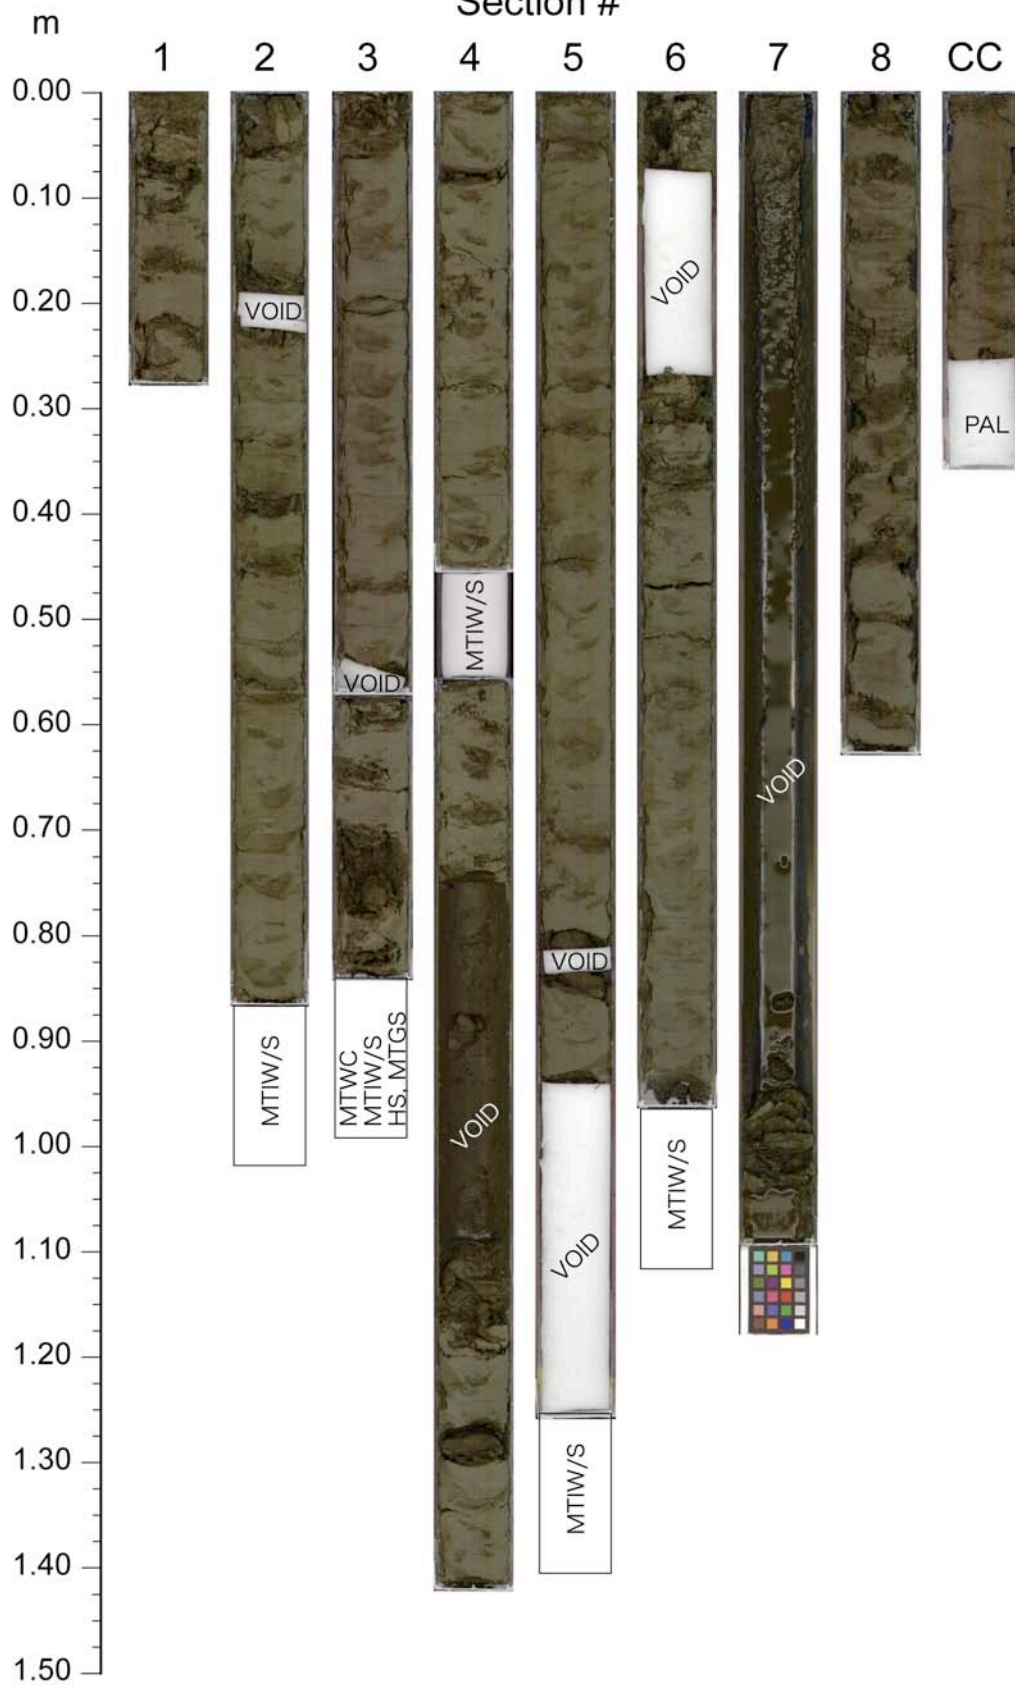 Section #
m
1 2 3 4 5 6 7 8 CC
0.00
0.10
0.20
0.30
0.40
0.50
0.60
0.70
0.80
0.90
1.00
1.10
1.20
1.30
1.40
1.50
VOID
MTIW/S
VOID
MTWC
MTIW/S
HS, MTGS
MTIW/S
VOID
VOID
VOID
MTIW/S
VOID
MTIW/S
VOID
PAL